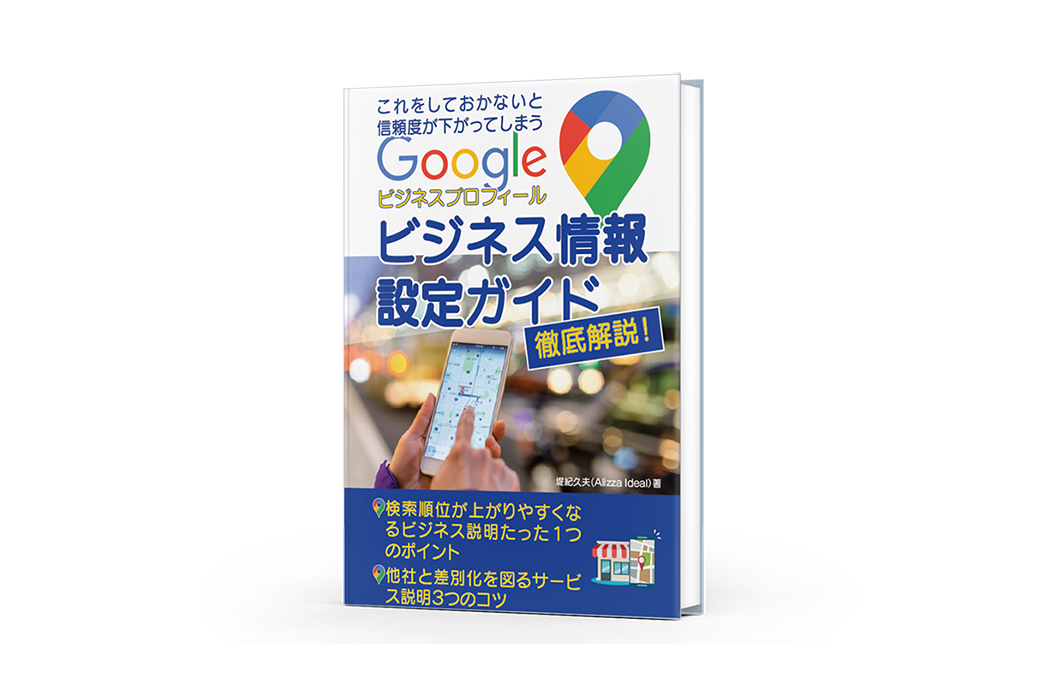 これをしておかないと
信頼度が下がってしまう
Google
ビジネスプロフィール
ビジネス情報
設定ガイド
徹底解説!
堤紀久夫(Alizza Ideal)著
検索順位が上がりやすくな
るビジネス説明たった1つ
のポイント
他社と差別化を図るサービ
ス説明3つのコツ